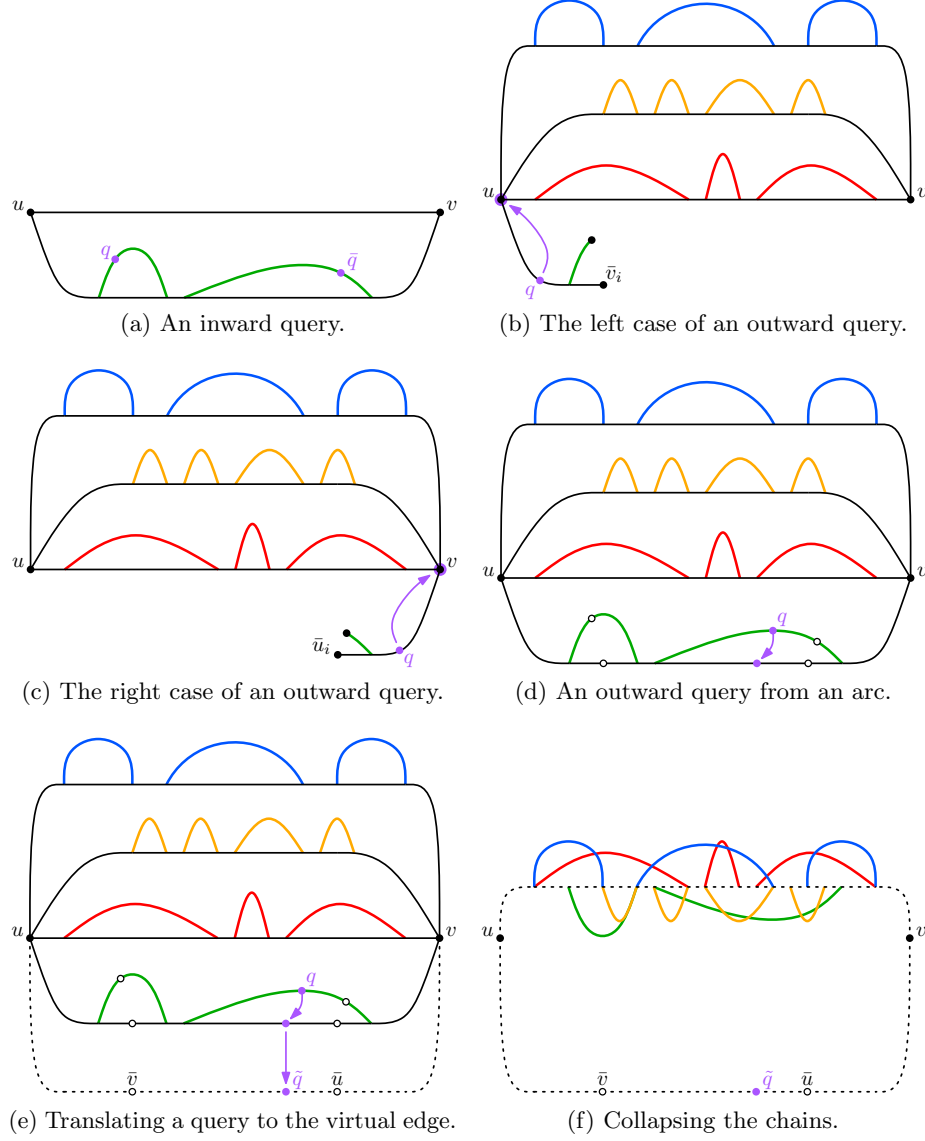 u
v
q
q̄
(a) An inward query.
u
v
q
v̄ᵢ
(b) The left case of an outward query.
u
v
ūᵢ
q
(c) The right case of an outward query.
u
v
q
(d) An outward query from an arc.
u
v
q
v̄
q̃
ū
(e) Translating a query to the virtual edge.
u
v
v̄
q̃
ū
(f) Collapsing the chains.